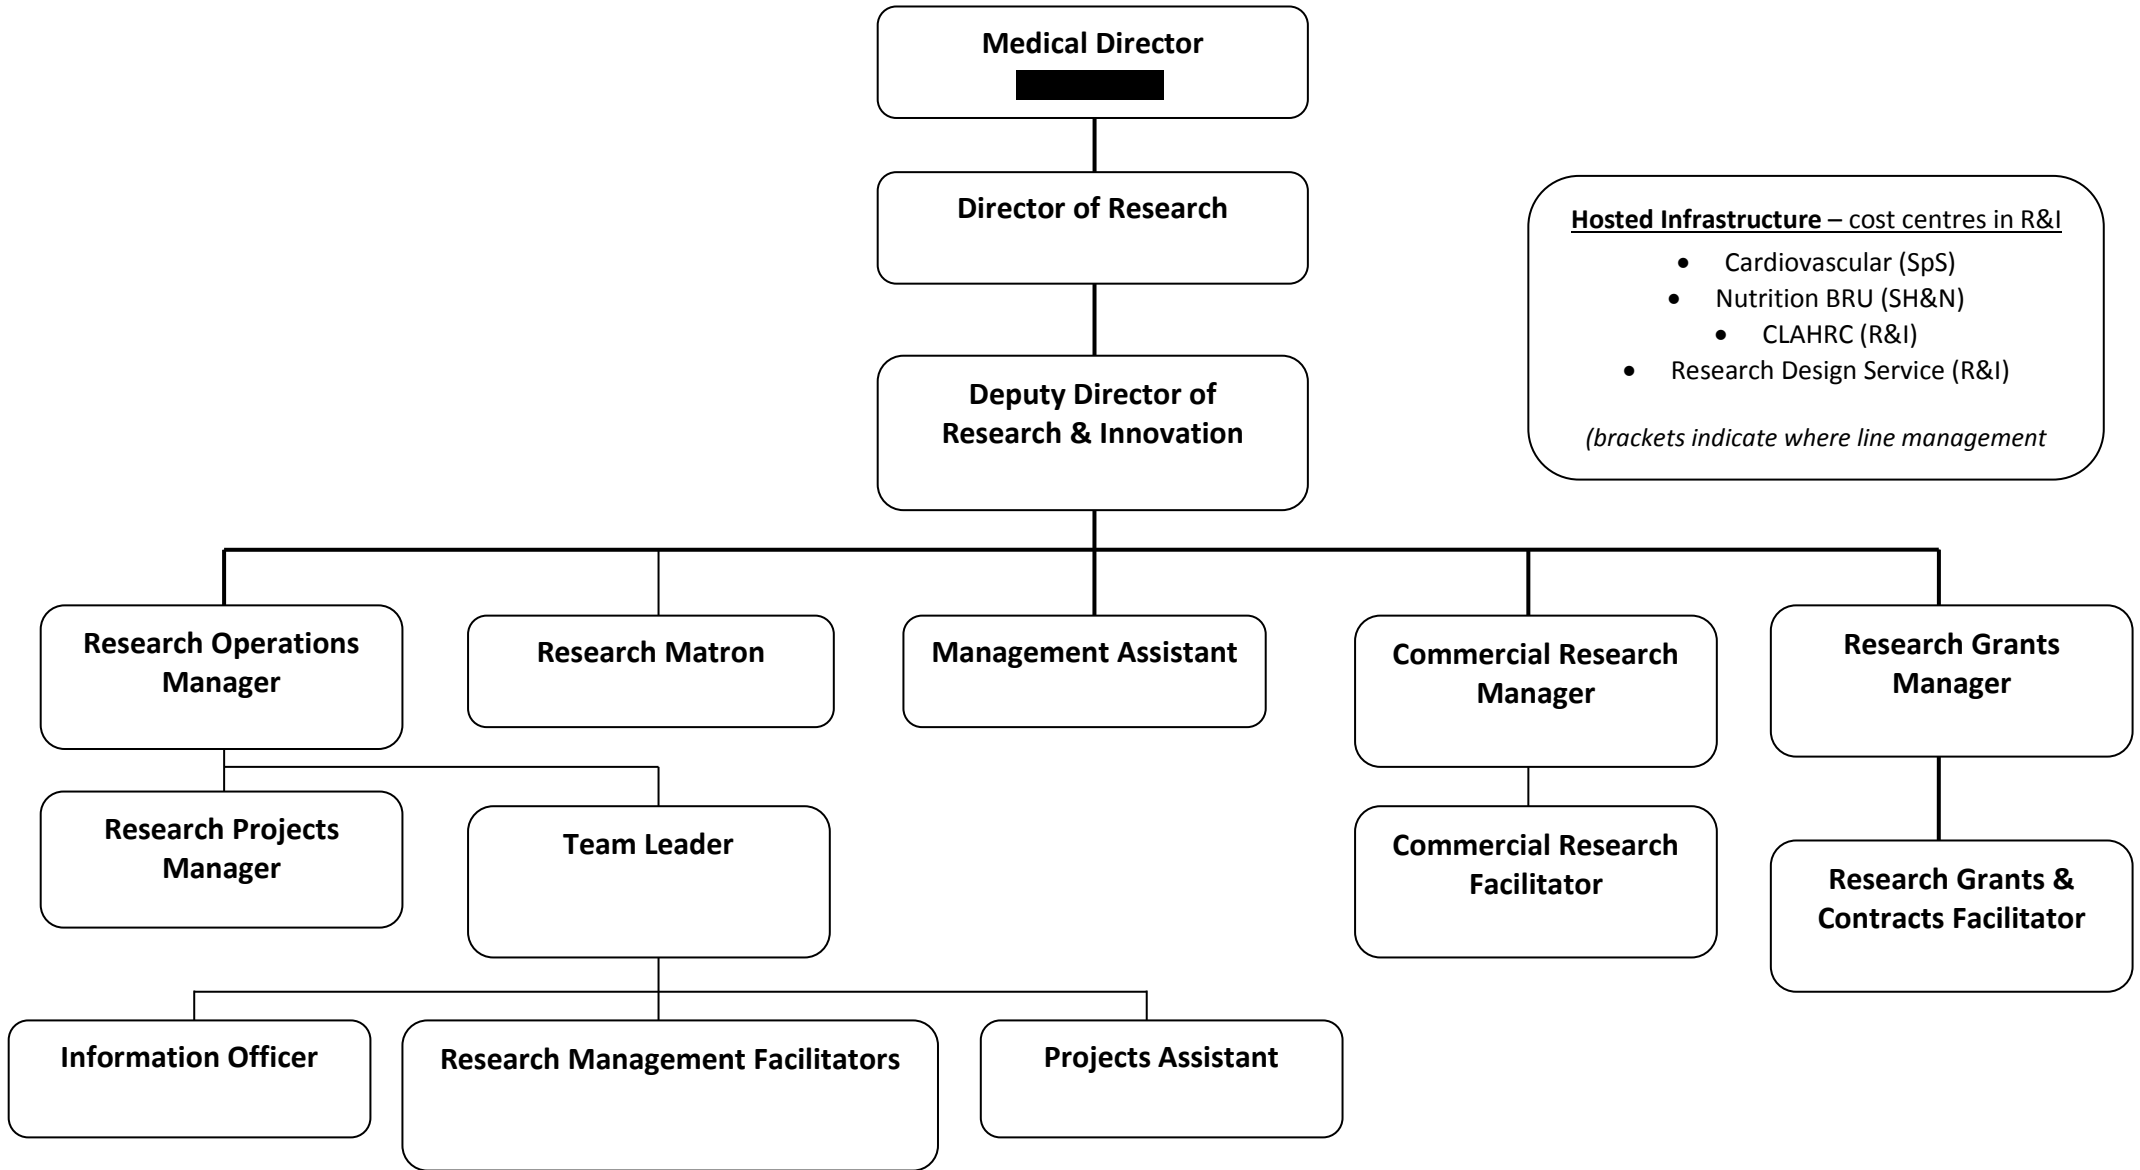 Medical Director
Director of Research
Hosted Infrastructure – cost centres in R&I
• Cardiovascular (SpS)
• Nutrition BRU (SH&N)
• CLAHRC (R&I)
• Research Design Service (R&I)
(brackets indicate where line management
Deputy Director of
Research & Innovation
Research Operations
Manager
Research Matron
Management Assistant
Commercial Research
Manager
Research Grants
Manager
Research Projects
Manager
Team Leader
Commercial Research
Facilitator
Research Grants &
Contracts Facilitator
Information Officer
Research Management Facilitators
Projects Assistant